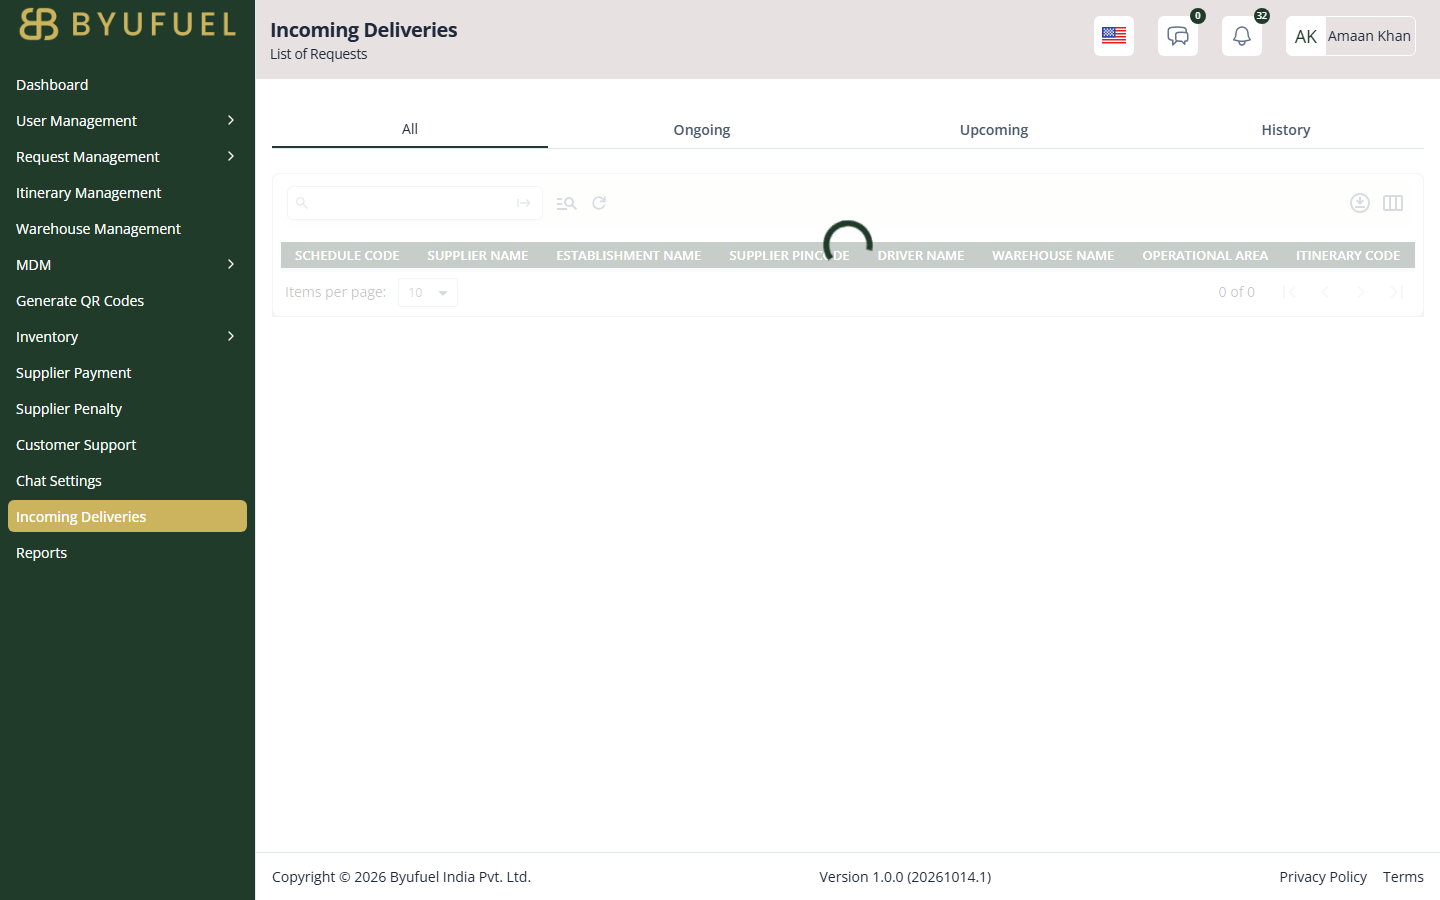 BYUFUEL
Dashboard
User Management
Request Management
Itinerary Management
Warehouse Management
MDM
Generate QR Codes
Inventory
Supplier Payment
Supplier Penalty
Customer Support
Chat Settings
Incoming Deliveries
Reports
Incoming Deliveries
List of Requests
0
32
AK Amaan Khan
All Ongoing Upcoming History
SCHEDULE CODE SUPPLIER NAME ESTABLISHMENT NAME SUPPLIER PINCODE DRIVER NAME WAREHOUSE NAME OPERATIONAL AREA ITINERARY CODE
Items per page: 10 0 of 0
Copyright © 2026 Byufuel India Pvt. Ltd. Version 1.0.0 (20261014.1) Privacy Policy Terms